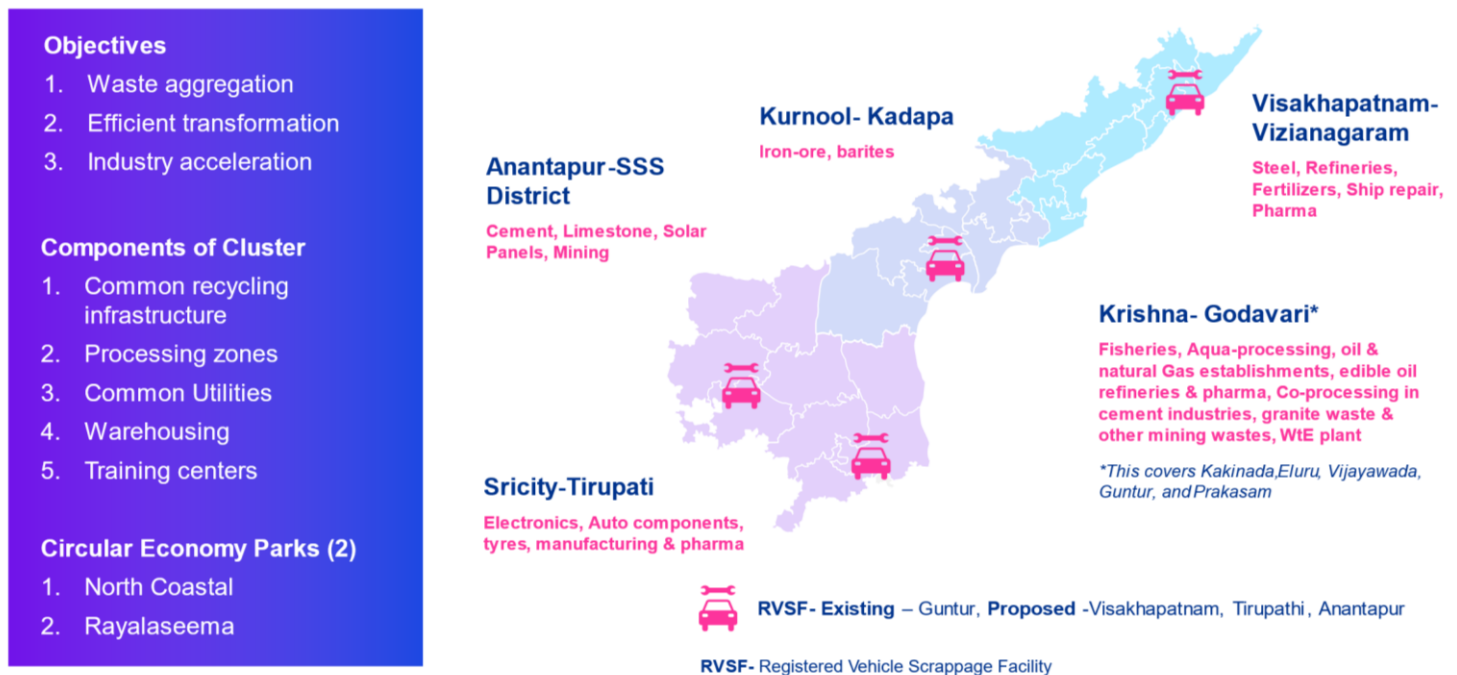 Objectives
1. Waste aggregation
2. Efficient transformation
3. Industry acceleration
Components of Cluster
1. Common recycling
infrastructure
2. Processing zones
3. Common Utilities
4. Warehousing
5. Training centers
Circular Economy Parks (2)
1. North Coastal
2. Rayalaseema
Anantapur-SSS
District
Cement, Limestone, Solar
Panels, Mining
Kurnool- Kadapa
Iron-ore, barites
Visakhapatnam-
Vizianagaram
Steel, Refineries,
Fertilizers, Ship repair,
Pharma
Krishna- Godavari*
Fisheries, Aqua-processing, oil &
natural Gas establishments, edible oil
refineries & pharma, Co-processing in
cement industries, granite waste &
other mining wastes, WtE plant
*This covers Kakinada,Eluru, Vijayawada,
Guntur, and Prakasam
Sricity-Tirupati
Electronics, Auto components,
tyres, manufacturing & pharma
RVSF- Existing – Guntur, Proposed -Visakhapatnam, Tirupathi, Anantapur
RVSF- Registered Vehicle Scrappage Facility